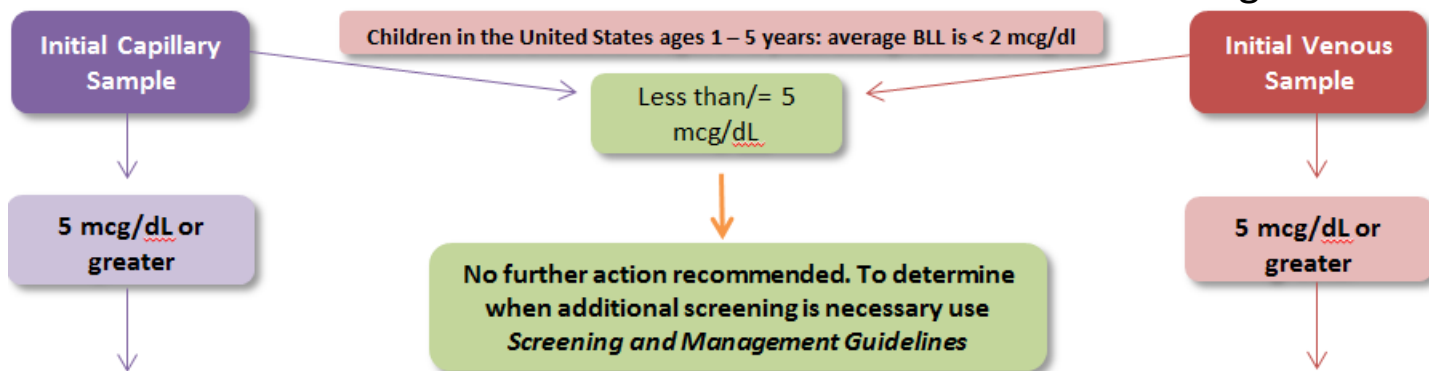 Initial Capillary
Sample
Children in the United States ages 1 – 5 years: average BLL is < 2 mcg/dl
Initial Venous
Sample
Less than/= 5
mcg/dL
5 mcg/dL or
greater
5 mcg/dL or
greater
No further action recommended. To determine
when additional screening is necessary use
Screening and Management Guidelines